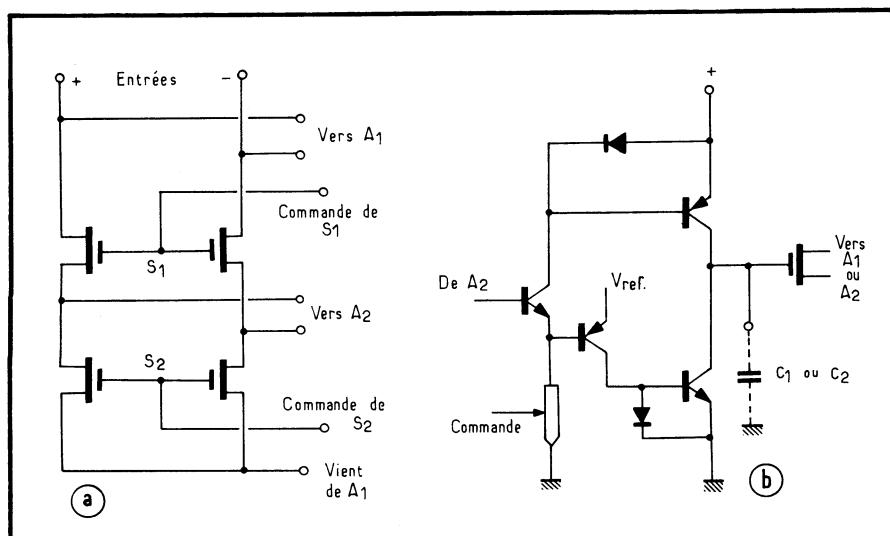 + Entrées -
Vers A1
Commande de
S1
S1
Vers A2
S2
Commande de
S2
Vient
de A1
a
+
De A2
Vref.
Vers
A1
ou
A2
C1 ou C2
Commande
b